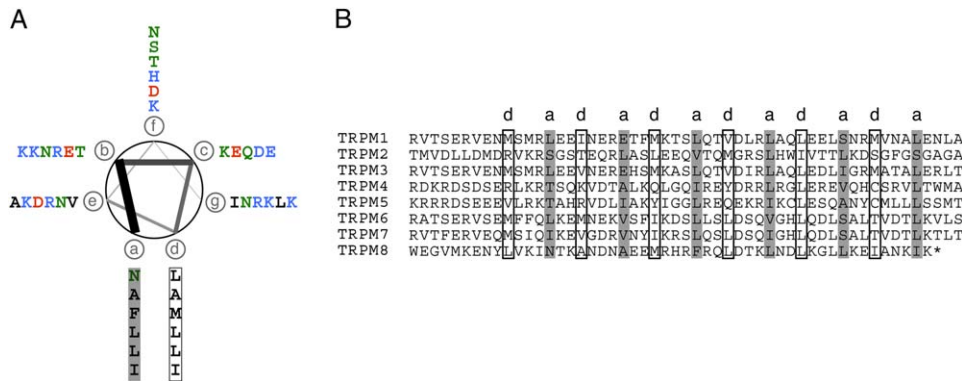 A
B
N
S
T
H
D
K
f
KKNRET b c KEQDE
AKDRNV e g INRKLK
a d
N L
A A
F M
L L
L L
I I
d a d a d a d a d a d a
TRPM1 RVTSERVENMSMRLEEINERETFMKTSLQTVDLRLAQLEELSNRMVNALENLA
TRPM2 TMVDLLDMDRVKRSGSTEQRLASLEEQVTQMGRSLHWIVTTLKDSGFGSGAGA
TRPM3 RVTSERVENMSMRLEEVNEREHSMKASLQTVDIRLAQLEDLIGRMATALERLT
TRPM4 RDKRDSDSERLKRTSQKVDTALKQLGQIREYDRRLRGLEREVQHCSRVLTWMA
TRPM5 KRRRDSDSERLRKTAHRVDLIAKYIGGLREQEKRIKCLESQANYCMLLLSSMT
TRPM6 RATSERVSEMFFQLKEMNEKVSFIKDSLLSLDSQVGHLQDLSALTVDTLKVLS
TRPM7 RVTFERVEQMSIQIKEVGDRVNYIKRSLQSLDSQIGHLQDLSALTVDTLKTLT
TRPM8 WEGVMKENYLVKINTKANDNAEEMRHRFRQLDTKLNDLKGLLKEIANKIK*